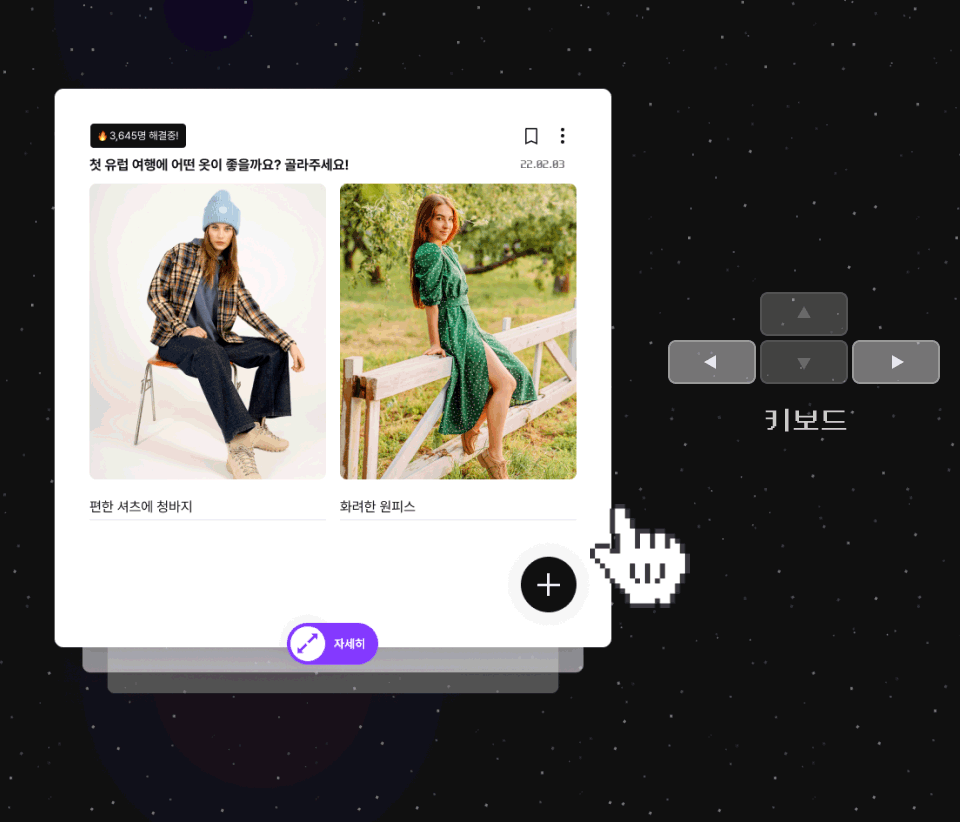 🔥3,645명 해결중!
첫 유럽 여행에 어떤 옷이 좋을까요? 골라주세요!
22.02.03
편한 셔츠에 청바지
화려한 원피스
자세히
키보드